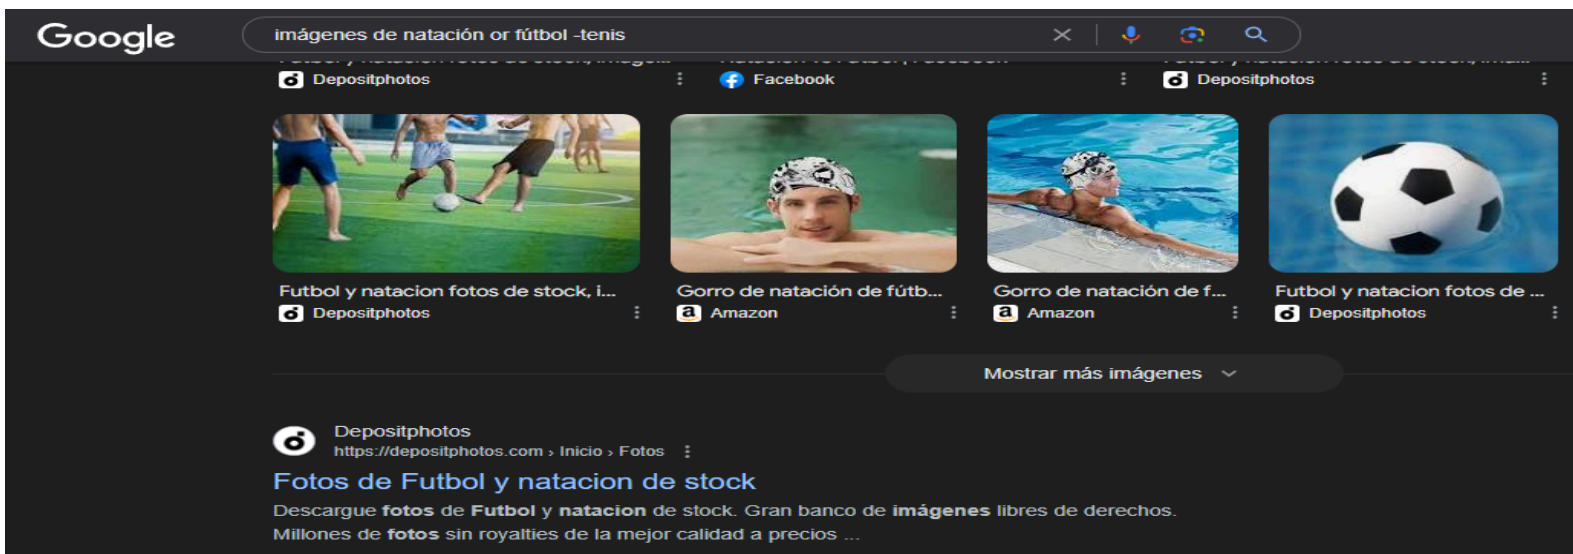 Google
imágenes de natación or fútbol -tenis
Depositphotos
Facebook
Depositphotos
Futbol y natacion fotos de stock, i...
Depositphotos
Gorro de natación de fútb...
Amazon
Gorro de natación de f...
Amazon
Futbol y natacion fotos de ...
Depositphotos
Mostrar más imágenes
Depositphotos
https://depositphotos.com › Inicio › Fotos
Fotos de Futbol y natacion de stock
Descargue fotos de Futbol y natacion de stock. Gran banco de imágenes libres de derechos.
Millones de fotos sin royalties de la mejor calidad a precios ...